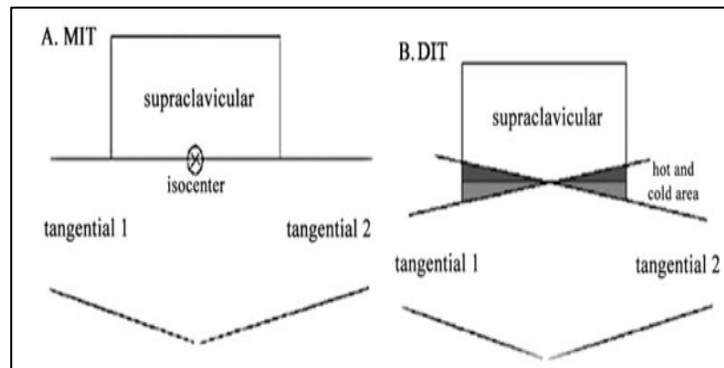 A. MIT
supraclavicular
isocenter
tangential 1
tangential 2
B. DIT
supraclavicular
hot and
cold area
tangential 1
tangential 2